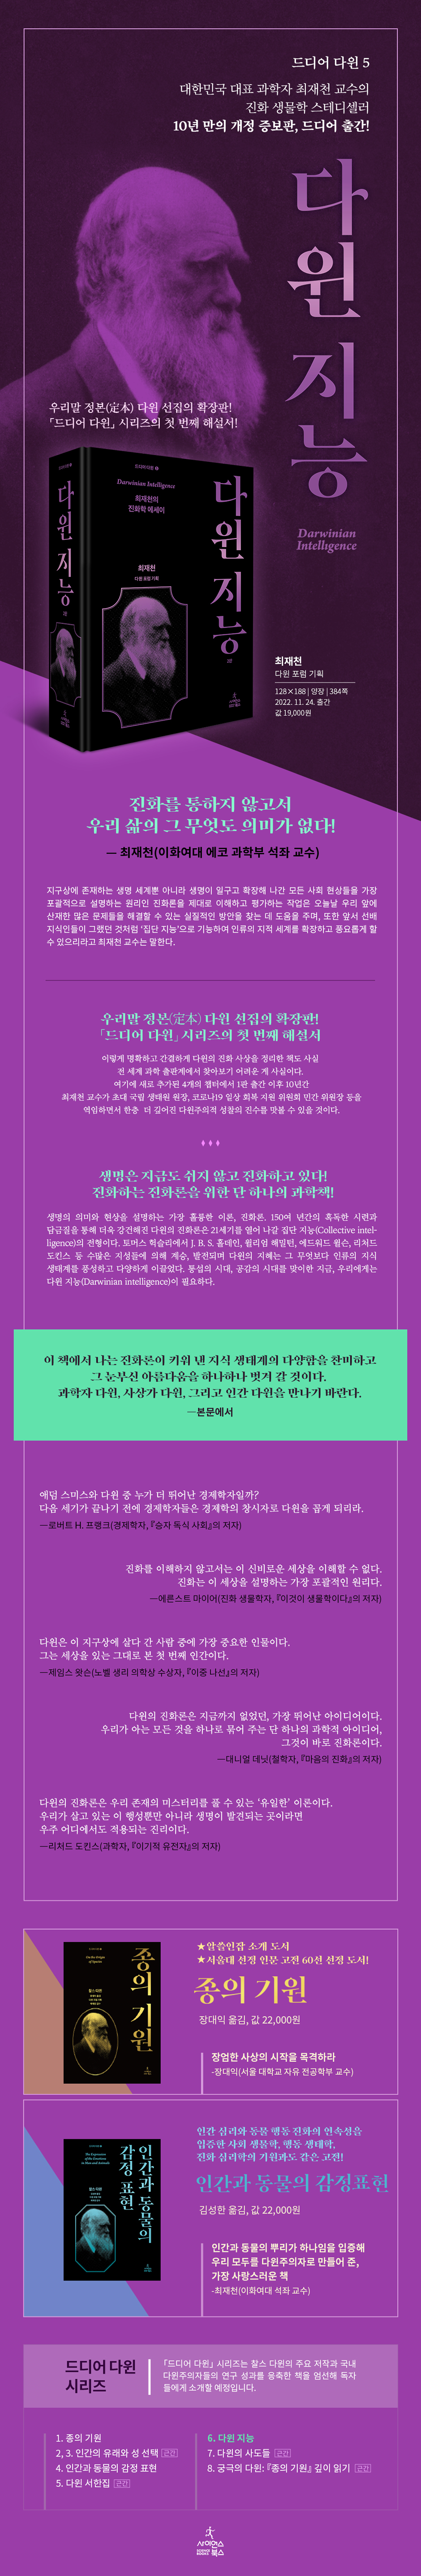 드디어 다윈 5
대한민국 대표 과학자 최재천 교수의
진화 생물학 스테디셀러
10년 만의 개정 증보판, 드디어 출간!
다윈 지능
Darwinian
Intelligence
우리말 정본(定本) 다윈 선집의 확장판!
「드디어 다윈」 시리즈의 첫 번째 해설서!
다윈 지능
Darwinian Intelligence
최재천의
진화학 에세이
최재천
다윈 포럼 기획
다윈 지능
최재천
다윈 포럼 기획
128×188 | 양장 | 384쪽
2022. 11. 24. 출간
값 19,000원
진화를 통하지 않고서
우리 삶의 그 무엇도 의미가 없다!
— 최재천(이화여대 에코 과학부 석좌 교수)
지구상에 존재하는 생명 세계뿐 아니라 생명이 일구고 확장해 나간 모든 사회 현상들을 가장
포괄적으로 설명하는 원리인 진화론을 제대로 이해하고 평가하는 작업은 오늘날 우리 앞에
산재한 많은 문제들을 해결할 수 있는 실질적인 방안을 찾는 데 도움을 주며, 또한 앞서 선배
지식인들이 그랬던 것처럼 ‘집단 지능’으로 기능하여 인류의 지적 세계를 확장하고 풍요롭게 할
수 있으리라고 최재천 교수는 말한다.
우리말 정본(定本) 다윈 선집의 확장판!
「드디어 다윈」 시리즈의 첫 번째 해설서
이렇게 명확하고 간결하게 다윈의 진화 사상을 정리한 책도 사실
전 세계 과학 출판계에서 찾아보기 어려운 게 사실이다.
여기에 새로 추가된 4개의 챕터에서 1판 출간 이후 10년간
최재천 교수가 초대 국립 생태원 원장, 코로나19 일상 회복 지원 위원회 민간 위원장 등을
역임하면서 한층 더 깊어진 다윈주의적 성찰의 진수를 맛볼 수 있을 것이다.
생명은 지금도 쉬지 않고 진화하고 있다!
진화하는 진화론을 위한 단 하나의 과학책!
생명의 의미와 현상을 설명하는 가장 훌륭한 이론, 진화론. 150여 년간의 혹독한 시련과
담금질을 통해 더욱 강건해진 다윈의 진화론은 21세기를 열어 나갈 집단 지능(Collective intel-
ligence)의 전형이다. 토머스 헉슬리에서 J. B. S. 홀데인, 윌리엄 해밀턴, 에드워드 윌슨, 리처드
도킨스 등 수많은 지성들에 의해 계승, 발전되며 다윈의 지혜는 그 무엇보다 인류의 지식
생태계를 풍성하고 다양하게 이끌었다. 통섭의 시대, 공감의 시대를 맞이한 지금, 우리에게는
다윈 지능(Darwinian intelligence)이 필요하다.
이 책에서 나는 진화론이 키워 낸 지식 생태계의 다양함을 찬미하고
그 눈부신 아름다움을 하나하나 벗겨 갈 것이다.
과학자 다윈, 사상가 다윈, 그리고 인간 다윈을 만나기 바란다.
—본문에서
애덤 스미스와 다윈 중 누가 더 뛰어난 경제학자일까?
다음 세기가 끝나기 전에 경제학자들은 경제학의 창시자로 다윈을 꼽게 되리라.
—로버트 H. 프랭크(경제학자, 『승자 독식 사회』의 저자)
진화를 이해하지 않고서는 이 신비로운 세상을 이해할 수 없다.
진화는 이 세상을 설명하는 가장 포괄적인 원리다.
—에른스트 마이어(진화 생물학자, 『이것이 생물학이다』의 저자)
다윈은 이 지구상에 살다 간 사람 중에 가장 중요한 인물이다.
그는 세상을 있는 그대로 본 첫 번째 인간이다.
—제임스 왓슨(노벨 생리 의학상 수상자, 『이중 나선』의 저자)
다윈의 진화론은 지금까지 없었던, 가장 뛰어난 아이디어이다.
우리가 아는 모든 것을 하나로 묶어 주는 단 하나의 과학적 아이디어,
그것이 바로 진화론이다.
—대니얼 데닛(철학자, 『마음의 진화』의 저자)
다윈의 진화론은 우리 존재의 미스터리를 풀 수 있는 ‘유일한’ 이론이다.
우리가 살고 있는 이 행성뿐만 아니라 생명이 발견되는 곳이라면
우주 어디에서도 적용되는 진리이다.
—리처드 도킨스(과학자, 『이기적 유전자』의 저자)
종의 기원
찰스 다윈
★알쓸인잡 소개 도서
★서울대 선정 인문 고전 60선 선정 도서!
종의 기원
장대익 옮김, 값 22,000원
장엄한 사상의 시작을 목격하라
-장대익(서울 대학교 자유 전공학부 교수)
인간과 동물의
감정 표현
찰스 다윈
인간 심리와 동물 행동 진화의 연속성을
입증한 사회 생물학, 행동 생태학,
진화 심리학의 기원과도 같은 고전!
인간과 동물의 감정표현
김성한 옮김, 값 22,000원
인간과 동물의 뿌리가 하나임을 입증해
우리 모두를 다윈주의자로 만들어 준,
가장 사랑스러운 책
-최재천(이화여대 석좌 교수)
드디어 다윈
시리즈
「드디어 다윈」 시리즈는 찰스 다윈의 주요 저작과 국내
다윈주의자들의 연구 성과를 응축한 책을 엄선해 독자
들에게 소개할 예정입니다.
1. 종의 기원
2, 3. 인간의 유래와 성 선택 근간
4. 인간과 동물의 감정 표현
5. 다윈 서한집 근간
6. 다윈 지능
7. 다윈의 사도들 근간
8. 궁극의 다윈: 『종의 기원』 깊이 읽기 근간
사이언스
SCIENCE
BOOKS 북스